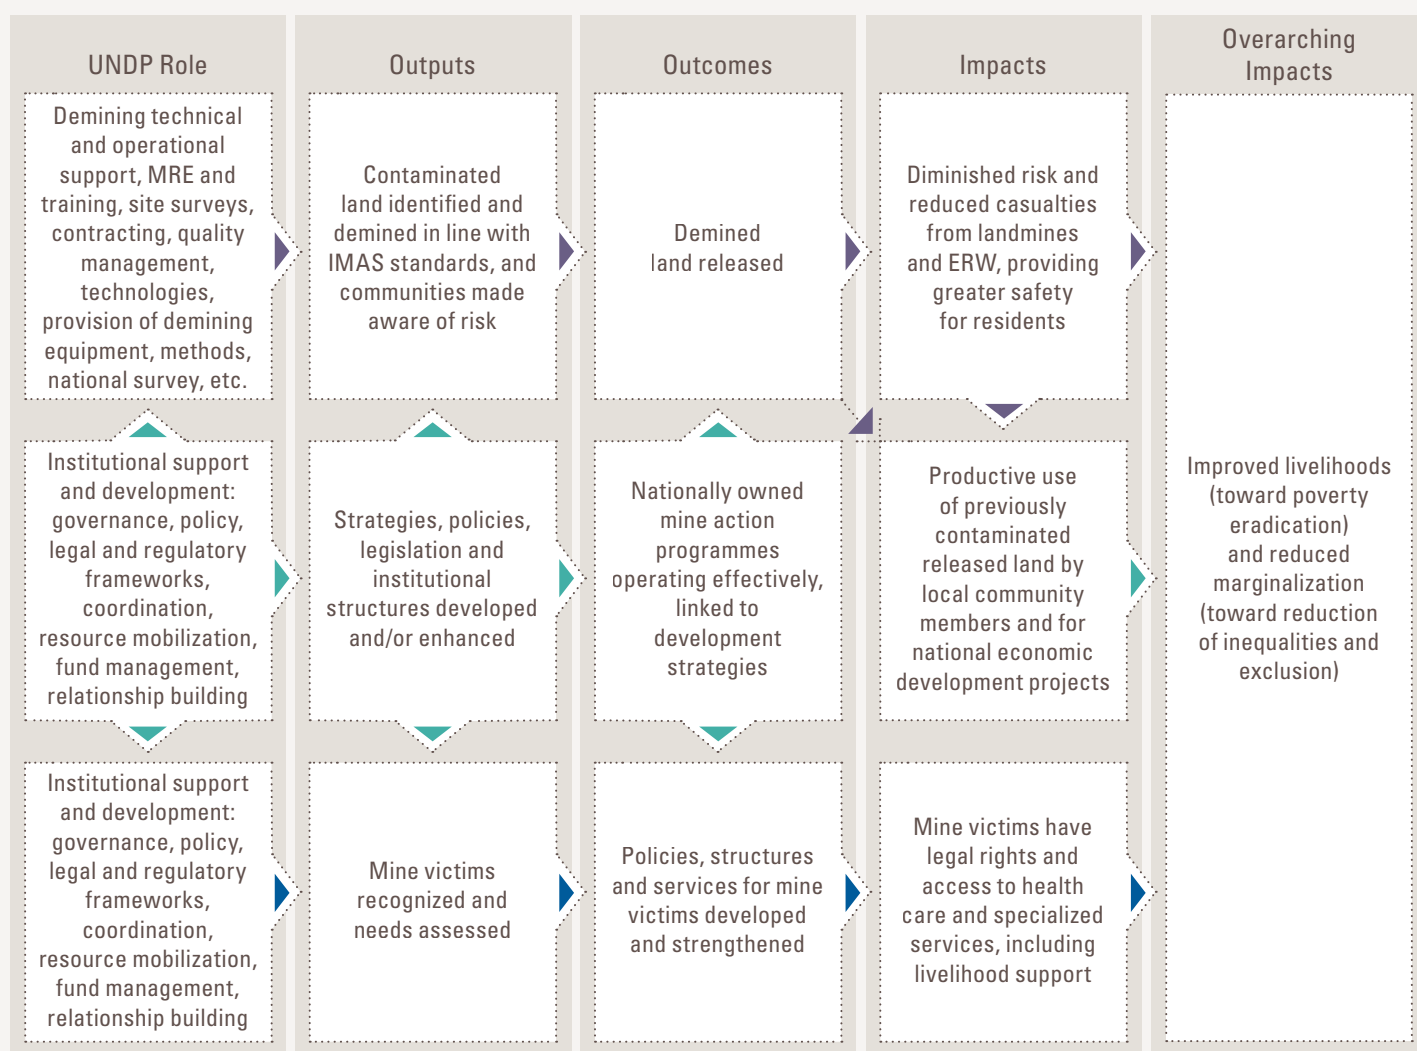 UNDP Role
Outputs
Outcomes
Impacts
Overarching
Impacts
Demining technical
and operational
support, MRE and
training, site surveys,
contracting, quality
management,
technologies,
provision of demining
equipment, methods,
national survey, etc.
Contaminated
land identified and
demined in line with
IMAS standards, and
communities made
aware of risk
Demined
land released
Diminished risk and
reduced casualties
from landmines
and ERW, providing
greater safety
for residents
Institutional support
and development:
governance, policy,
legal and regulatory
frameworks,
coordination,
resource mobilization,
fund management,
relationship building
Strategies, policies,
legislation and
institutional
structures developed
and/or enhanced
Nationally owned
mine action
programmes
operating effectively,
linked to
development
strategies
Productive use
of previously
contaminated
released land by
local community
members and for
national economic
development projects
Improved livelihoods
(toward poverty
eradication)
and reduced
marginalization
(toward reduction
of inequalities and
exclusion)
Institutional support
and development:
governance, policy,
legal and regulatory
frameworks,
coordination,
resource mobilization,
fund management,
relationship building
Mine victims
recognized and
needs assessed
Policies, structures
and services for mine
victims developed
and strengthened
Mine victims have
legal rights and
access to health
care and specialized
services, including
livelihood support